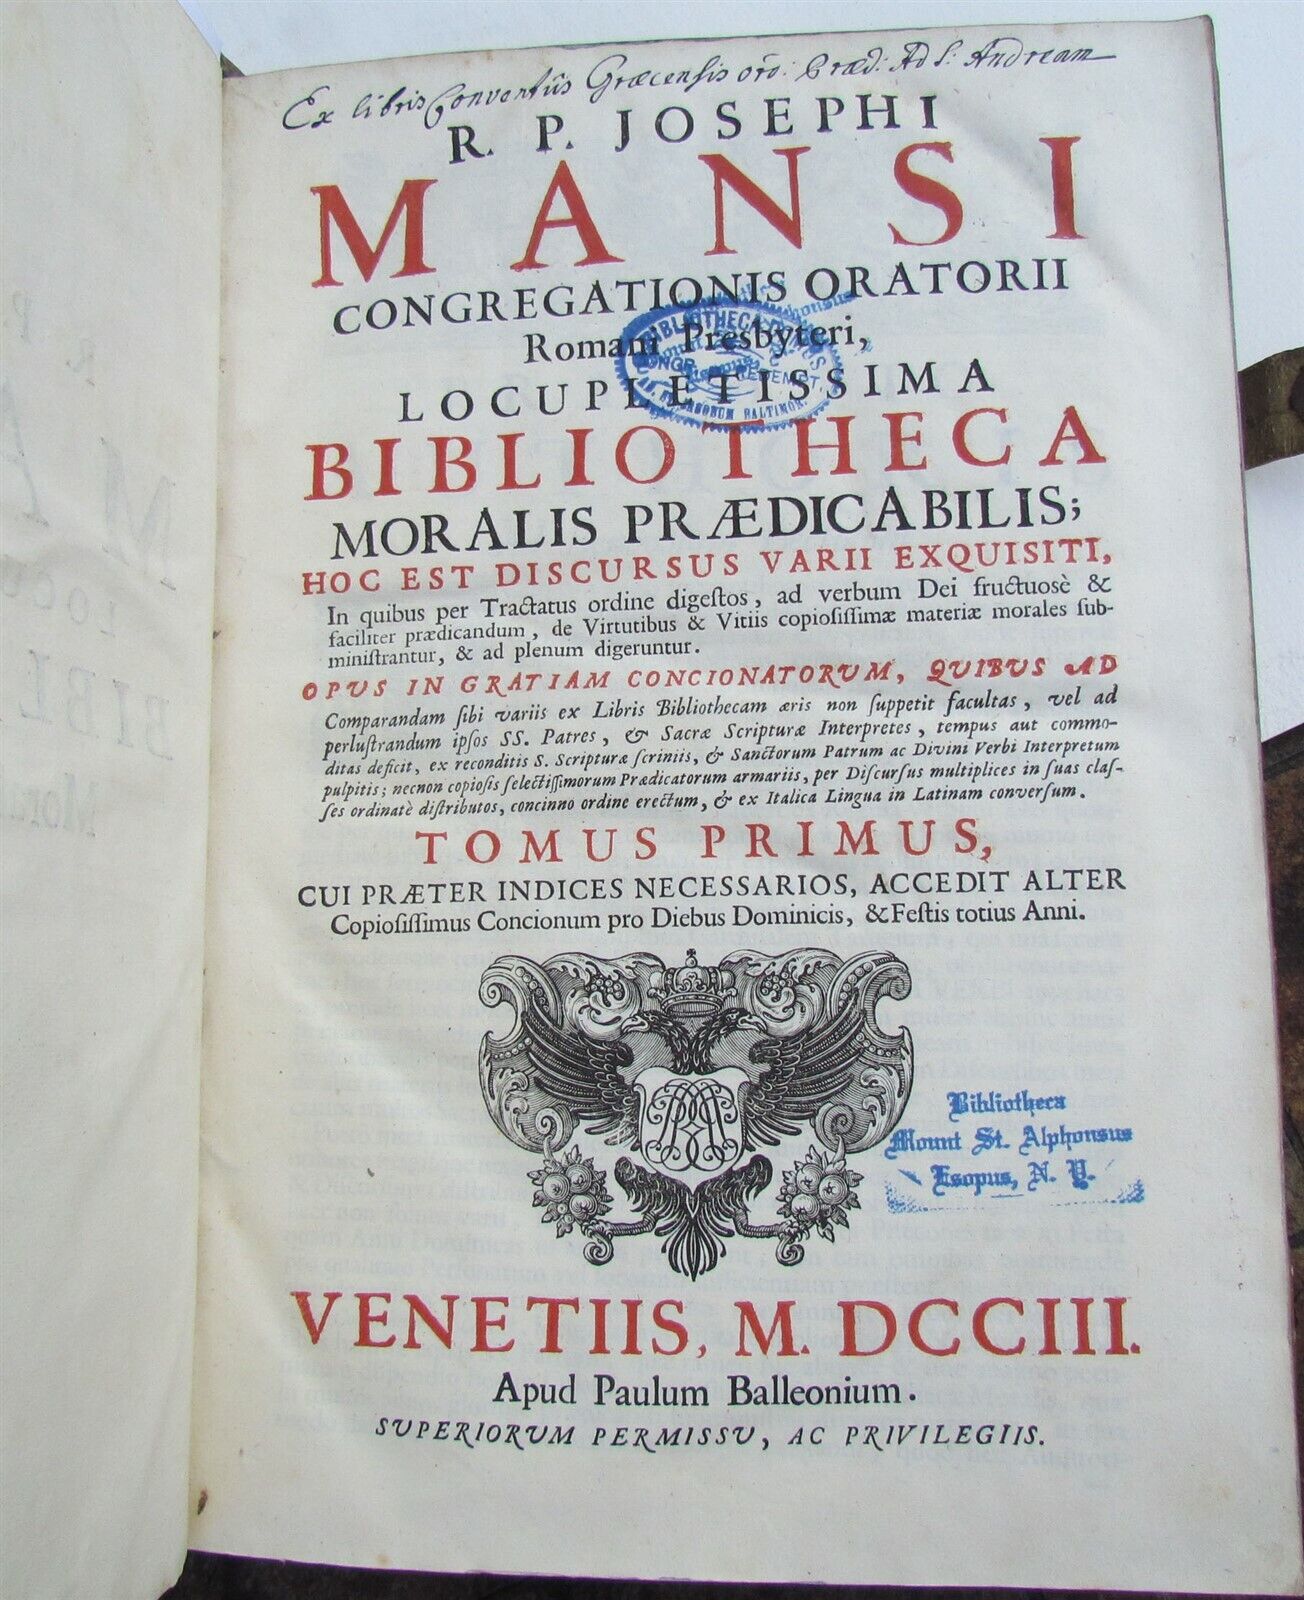 Ex libris Conventûs Græcensis ord: Præd: Ad S: Andream
R. P. JOSEPHI
MANSI
CONGREGATIONIS ORATORII
Romani Presbyteri,
LOCUPLETISSIMA
BIBLIOTHECA
MORALIS PRÆDICABILIS;
HOC EST DISCURSUS VARII EXQUISITI,
In quibus per Tractatus ordine digestos, ad verbum Dei fructuosè &
faciliter prædicandum, de Virtutibus & Vitiis copiosissimæ materiæ morales sub-
ministrantur, & ad plenum digeruntur.
OPUS IN GRATIAM CONCIONATORUM, QUIBUS AD
Comparandam sibi variis ex Libris Bibliothecam æris non suppetit facultas, vel ad
perlustrandum ipsos SS. Patres, & Sacræ Scripturæ Interpretes, tempus aut commo-
ditas deficit, ex reconditis S. Scripturæ scriniis, & Sanctorum Patrum ac Divini Verbi Interpretum
pulpitis; necnon copiosis selectissimorum Prædicatorum armariis, per Discursus multiplices in suas clas-
ses ordinatè distributos, concinno ordine erectum, & ex Italica Lingua in Latinam conversum.
TOMUS PRIMUS,
CUI PRÆTER INDICES NECESSARIOS, ACCEDIT ALTER
Copiosissimus Concionum pro Diebus Dominicis, & Festis totius Anni.
Bibliotheca
Mount St. Alphonsus
Esopus, N. Y.
VENETIIS, M. DCCIII.
Apud Paulum Balleonium.
SUPERIORUM PERMISSU, AC PRIVILEGIIS.